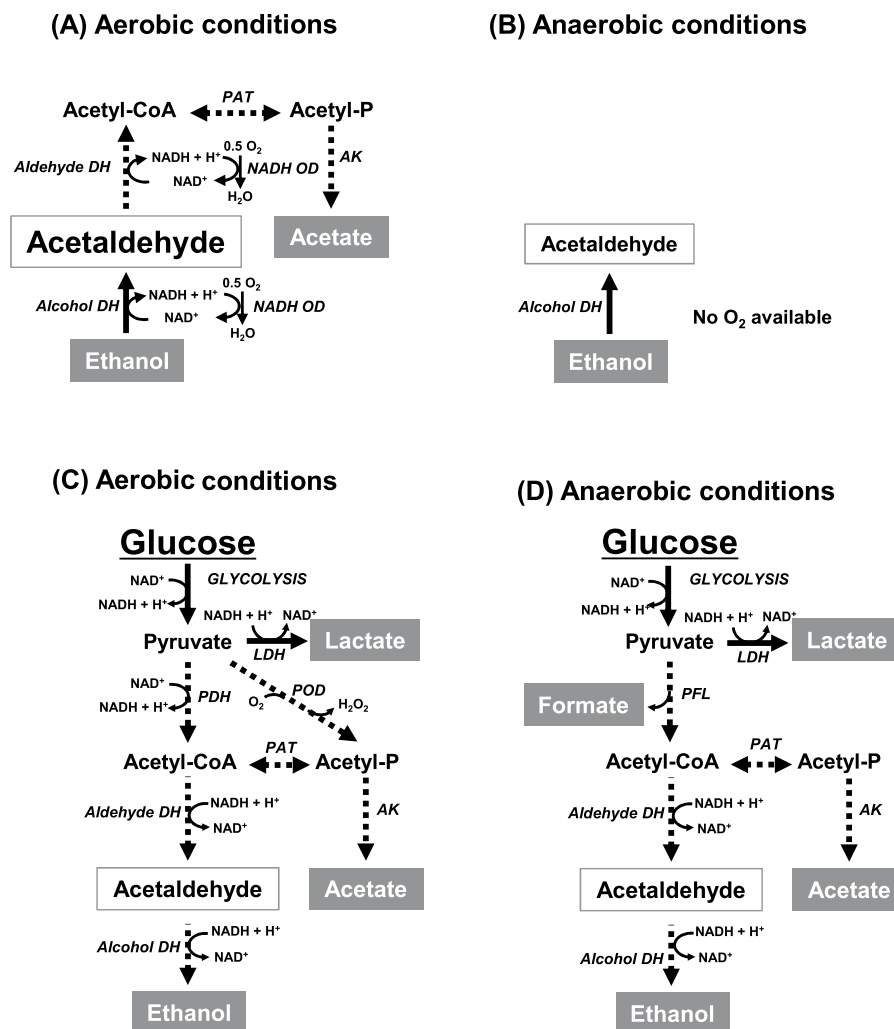 (A) Aerobic conditions
Acetyl-CoA
PAT
Acetyl-P
Aldehyde DH
NADH + H⁺
NAD⁺
0.5 O₂
H₂O
NADH OD
AK
Acetaldehyde
Acetate
Alcohol DH
NADH + H⁺
NAD⁺
0.5 O₂
H₂O
NADH OD
Ethanol
(B) Anaerobic conditions
Acetaldehyde
Alcohol DH
No O₂ available
Ethanol
(C) Aerobic conditions
Glucose
NAD⁺
NADH + H⁺
GLYCOLYSIS
NADH + H⁺
NAD⁺
Pyruvate
LDH
Lactate
NAD⁺
NADH + H⁺
PDH
O₂
POD
H₂O₂
Acetyl-CoA
PAT
Acetyl-P
Aldehyde DH
NADH + H⁺
NAD⁺
AK
Acetaldehyde
Acetate
Alcohol DH
NADH + H⁺
NAD⁺
Ethanol
(D) Anaerobic conditions
Glucose
NAD⁺
NADH + H⁺
GLYCOLYSIS
NADH + H⁺
NAD⁺
Pyruvate
LDH
Lactate
Formate
PFL
Acetyl-CoA
PAT
Acetyl-P
Aldehyde DH
NADH + H⁺
NAD⁺
AK
Acetaldehyde
Acetate
Alcohol DH
NADH + H⁺
NAD⁺
Ethanol